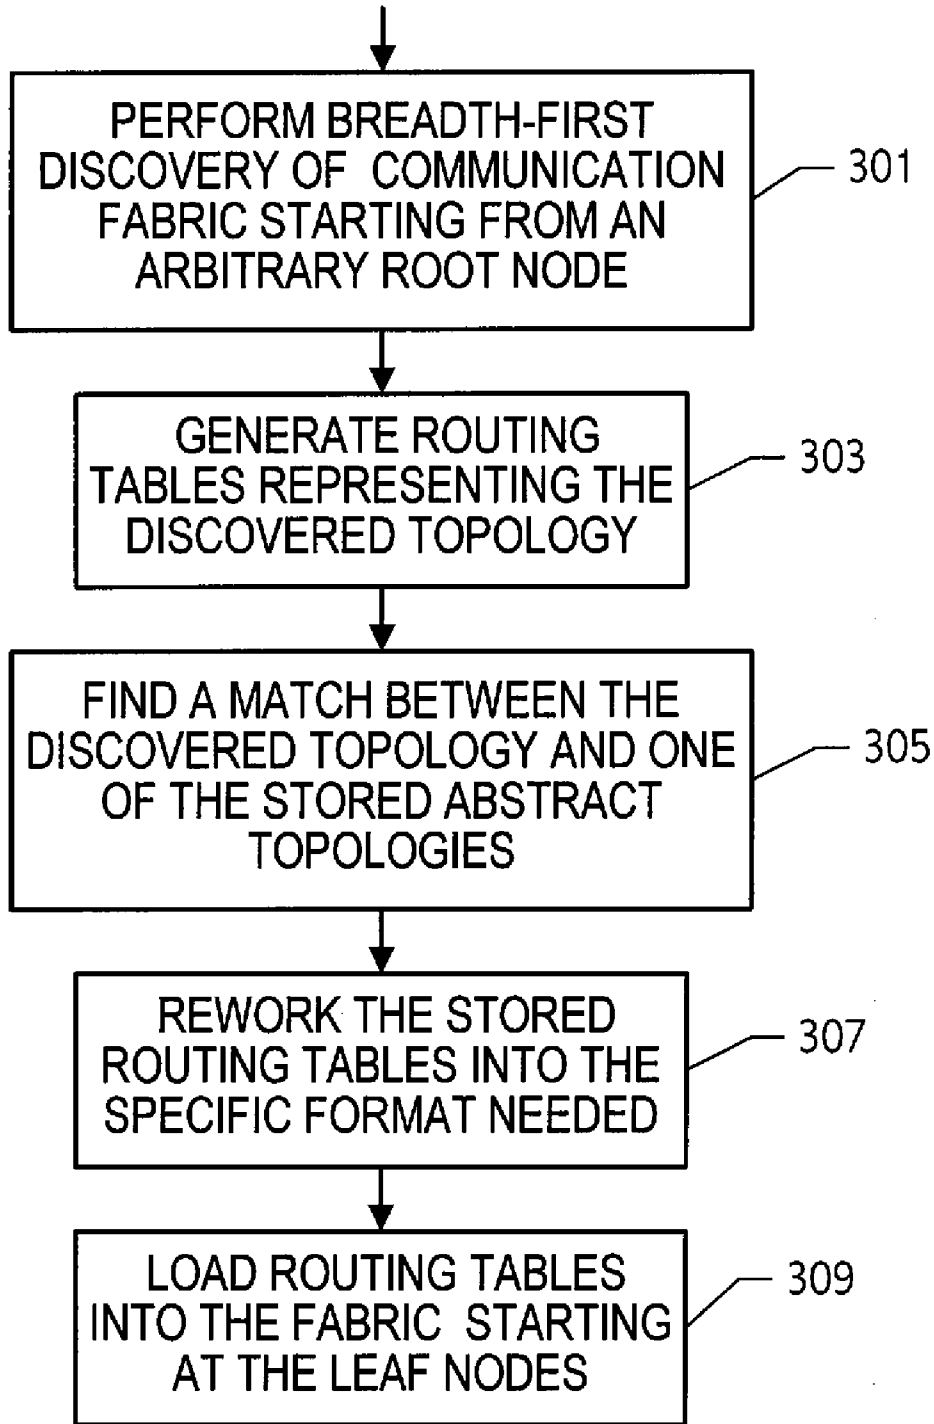 PERFORM BREADTH-FIRST
DISCOVERY OF COMMUNICATION
FABRIC STARTING FROM AN
ARBITRARY ROOT NODE
301
GENERATE ROUTING
TABLES REPRESENTING THE
DISCOVERED TOPOLOGY
303
FIND A MATCH BETWEEN THE
DISCOVERED TOPOLOGY AND ONE
OF THE STORED ABSTRACT
TOPOLOGIES
305
REWORK THE STORED
ROUTING TABLES INTO THE
SPECIFIC FORMAT NEEDED
307
LOAD ROUTING TABLES
INTO THE FABRIC STARTING
AT THE LEAF NODES
309